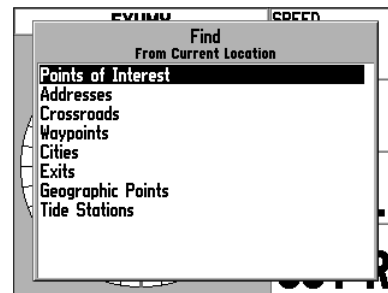 SPEED
Find
From Current Location
Points of Interest
Addresses
Crossroads
Waypoints
Cities
Exits
Geographic Points
Tide Stations